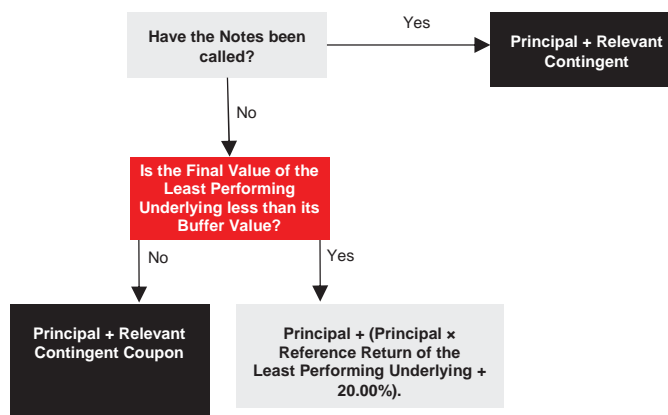 Have the Notes been
called?
Yes
Principal + Relevant
Contingent
No
Is the Final Value of the
Least Performing
Underlying less than its
Buffer Value?
No
Yes
Principal + Relevant
Contingent Coupon
Principal + (Principal ×
Reference Return of the
Least Performing Underlying +
20.00%).